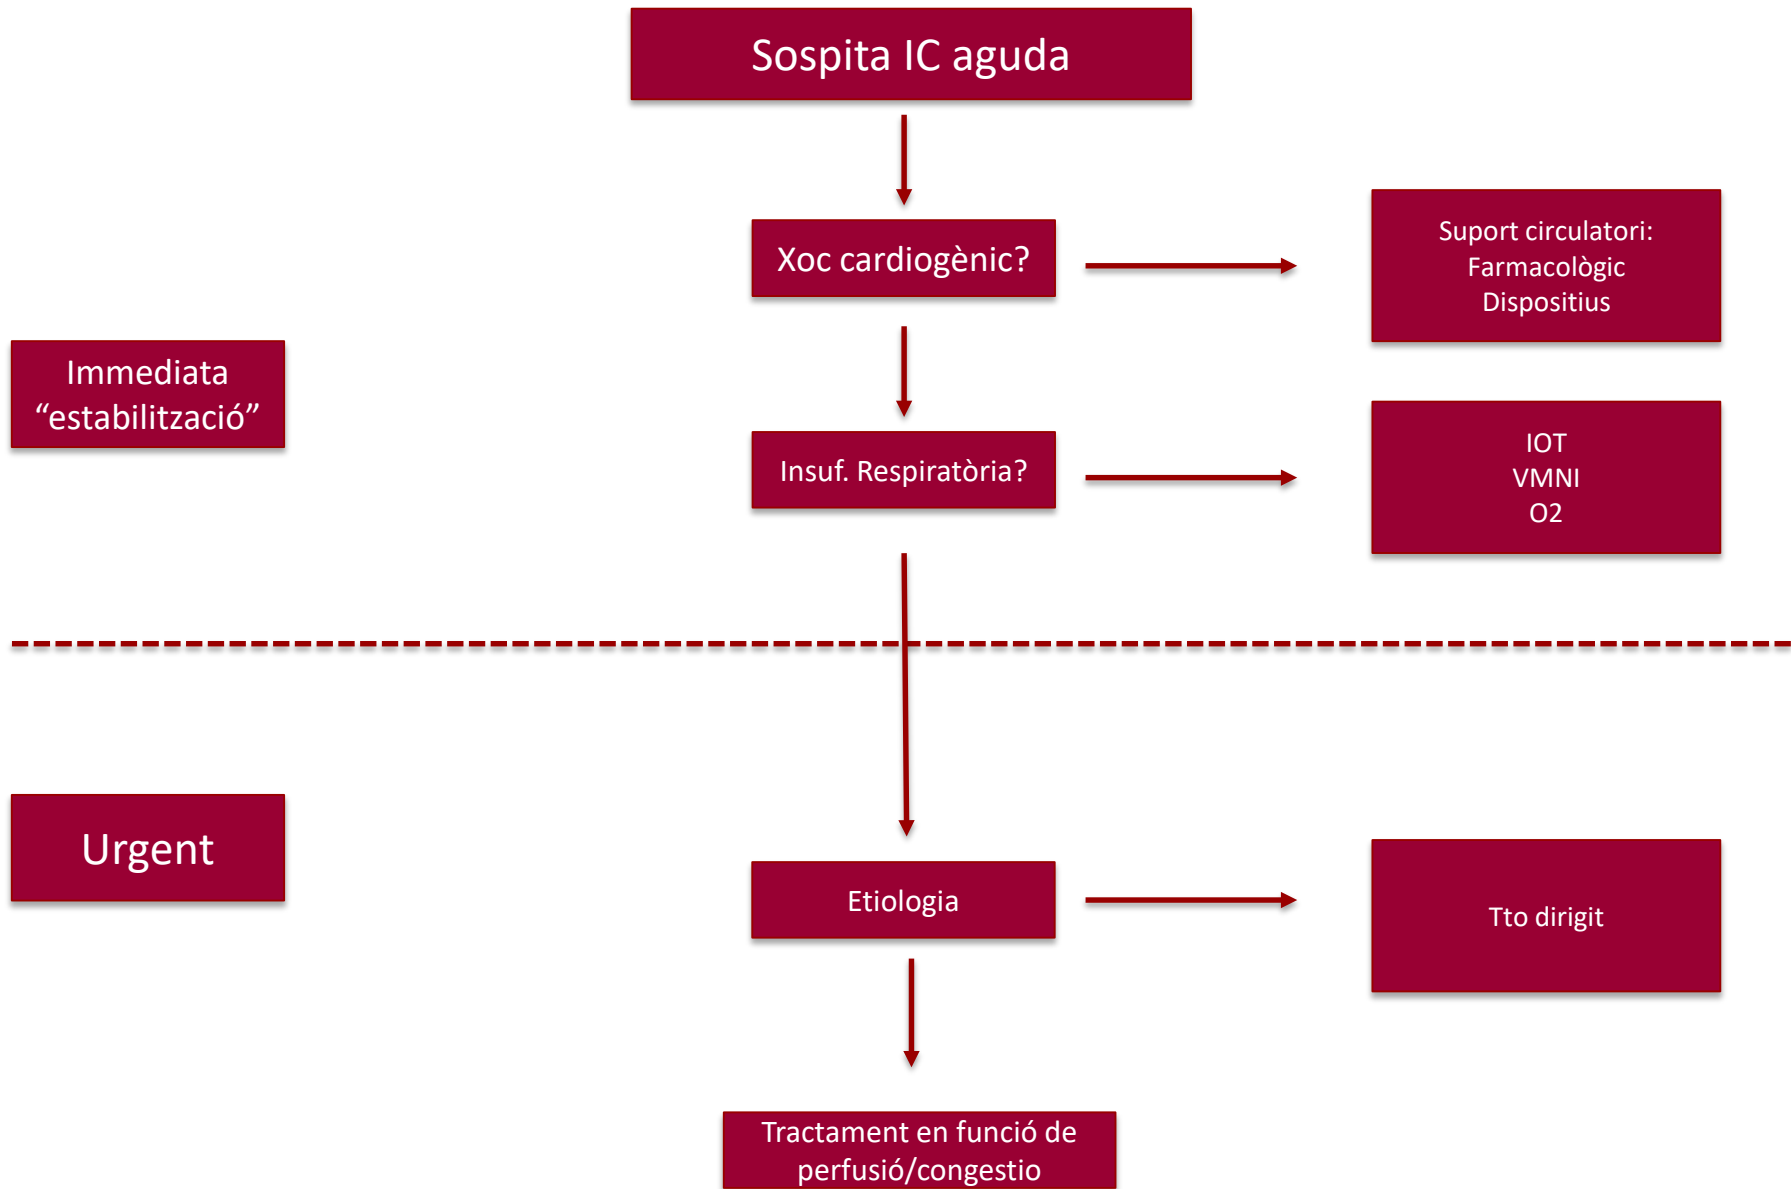 Sospita IC aguda
Xoc cardiogènic?
Suport circulatori:
Farmacològic
Dispositius
Immediata
“estabilització”
Insuf. Respiratòria?
IOT
VMNI
O2
Urgent
Etiologia
Tto dirigit
Tractament en funció de
perfusió/congestio